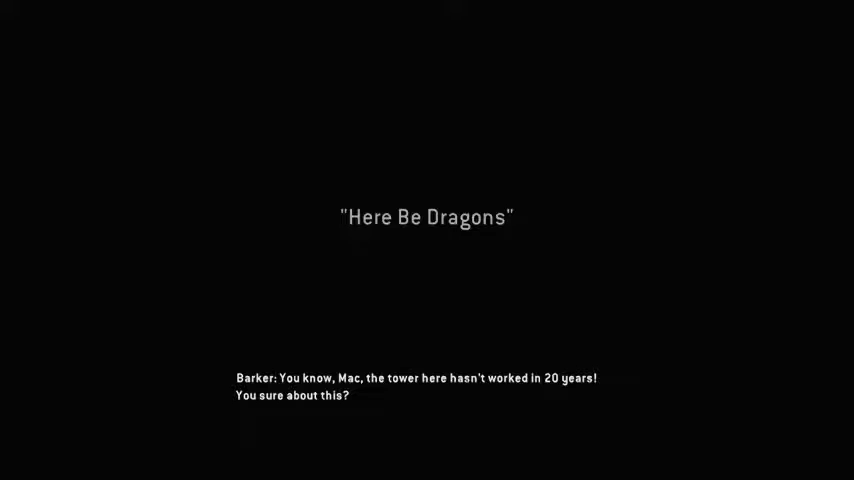 "Here Be Dragons"
Barker: You know, Mac, the tower here hasn't worked in 20 years!
You sure about this?